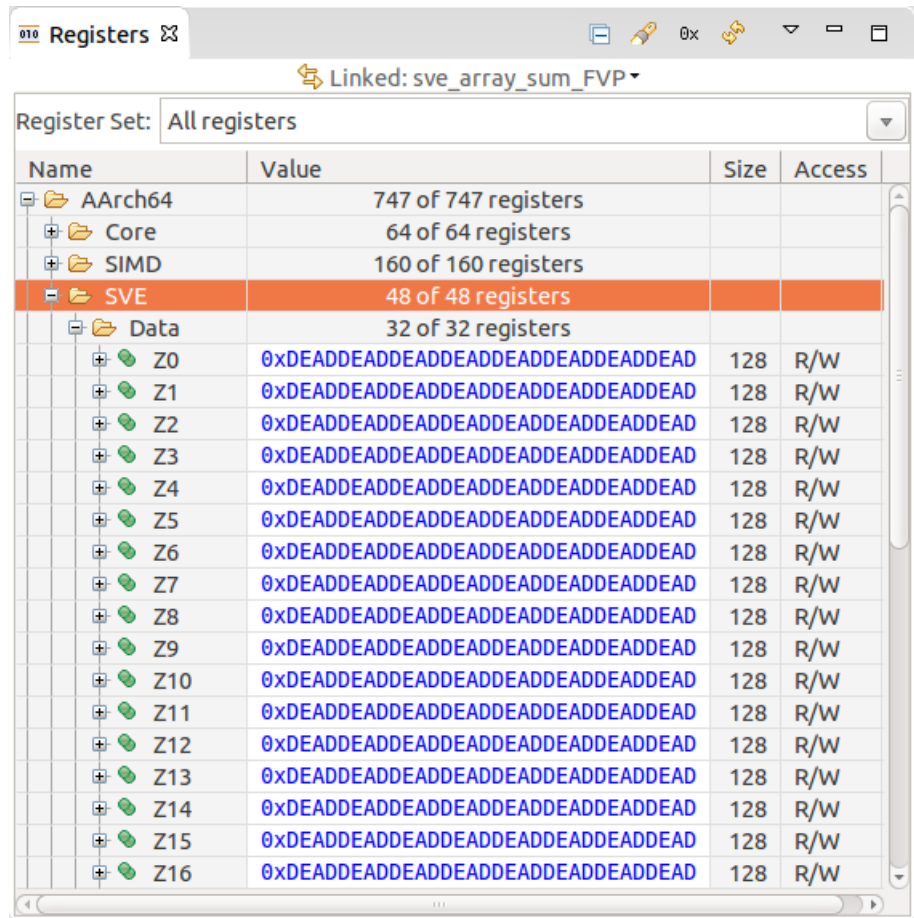 010 Registers
0x
Linked: sve_array_sum_FVP
Register Set: All registers
Name Value Size Access
AArch64 747 of 747 registers
Core 64 of 64 registers
SIMD 160 of 160 registers
SVE 48 of 48 registers
Data 32 of 32 registers
Z0 0xDEADDEADDEADDEADDEADDEADDEADDEAD 128 R/W
Z1 0xDEADDEADDEADDEADDEADDEADDEADDEAD 128 R/W
Z2 0xDEADDEADDEADDEADDEADDEADDEADDEAD 128 R/W
Z3 0xDEADDEADDEADDEADDEADDEADDEADDEAD 128 R/W
Z4 0xDEADDEADDEADDEADDEADDEADDEADDEAD 128 R/W
Z5 0xDEADDEADDEADDEADDEADDEADDEADDEAD 128 R/W
Z6 0xDEADDEADDEADDEADDEADDEADDEADDEAD 128 R/W
Z7 0xDEADDEADDEADDEADDEADDEADDEADDEAD 128 R/W
Z8 0xDEADDEADDEADDEADDEADDEADDEADDEAD 128 R/W
Z9 0xDEADDEADDEADDEADDEADDEADDEADDEAD 128 R/W
Z10 0xDEADDEADDEADDEADDEADDEADDEADDEAD 128 R/W
Z11 0xDEADDEADDEADDEADDEADDEADDEADDEAD 128 R/W
Z12 0xDEADDEADDEADDEADDEADDEADDEADDEAD 128 R/W
Z13 0xDEADDEADDEADDEADDEADDEADDEADDEAD 128 R/W
Z14 0xDEADDEADDEADDEADDEADDEADDEADDEAD 128 R/W
Z15 0xDEADDEADDEADDEADDEADDEADDEADDEAD 128 R/W
Z16 0xDEADDEADDEADDEADDEADDEADDEADDEAD 128 R/W